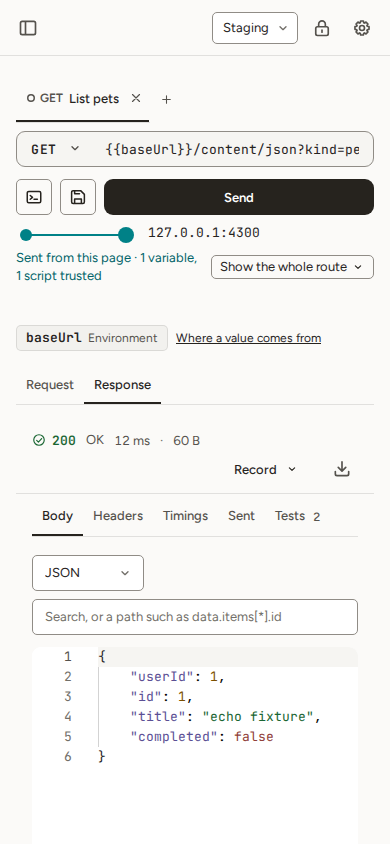 Staging
GET List pets
GET {{baseUrl}}/content/json?kind=pe
Send
127.0.0.1:4300
Sent from this page · 1 variable,
1 script trusted
Show the whole route
baseUrl Environment Where a value comes from
Request Response
200 OK 12 ms · 60 B
Record
Body Headers Timings Sent Tests 2
JSON
Search, or a path such as data.items[*].id
1 {
2 "userId": 1,
3 "id": 1,
4 "title": "echo fixture",
5 "completed": false
6 }